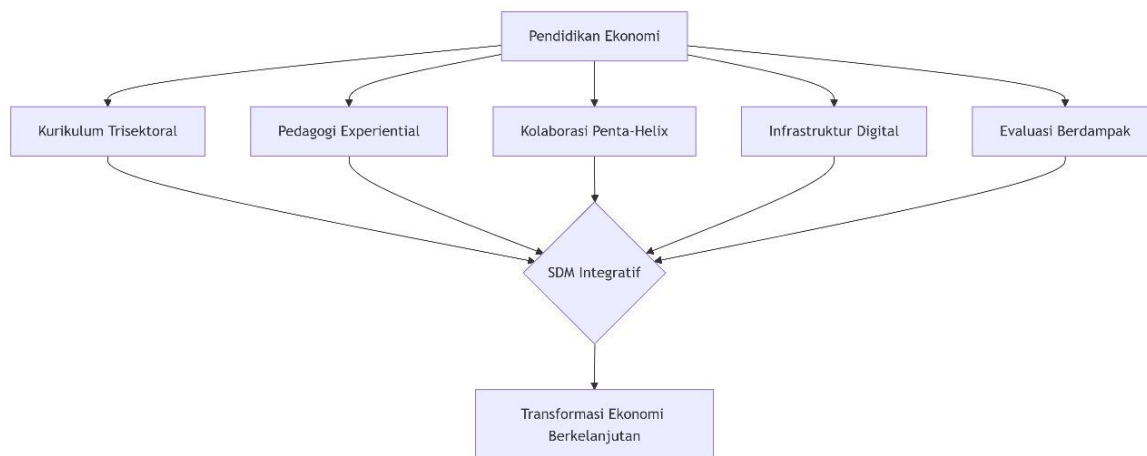 Pendidikan Ekonomi
Kurikulum Trisektoral
Pedagogi Experiential
Kolaborasi Penta-Helix
Infrastruktur Digital
Evaluasi Berdampak
SDM Integratif
Transformasi Ekonomi
Berkelanjutan